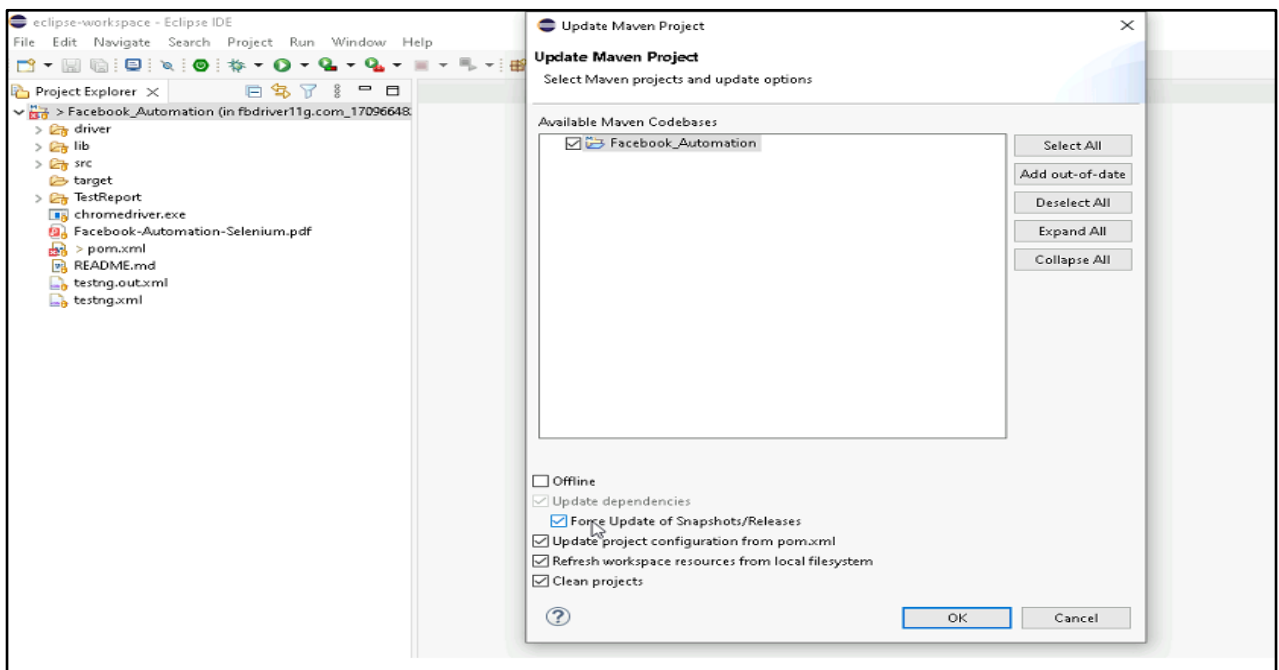 eclipse-workspace - Eclipse IDE
File Edit Navigate Search Project Run Window Help
Project Explorer
> Facebook_Automation (in fbdriver11g.com_17096648
driver
lib
src
target
TestReport
chromedriver.exe
Facebook-Automation-Selenium.pdf
> pom.xml
README.md
testng.out.xml
testng.xml
Update Maven Project
Update Maven Project
Select Maven projects and update options
Available Maven Codebases
Facebook_Automation
Select All
Add out-of-date
Deselect All
Expand All
Collapse All
Offline
Update dependencies
Force Update of Snapshots/Releases
Update project configuration from pom.xml
Refresh workspace resources from local filesystem
Clean projects
OK
Cancel